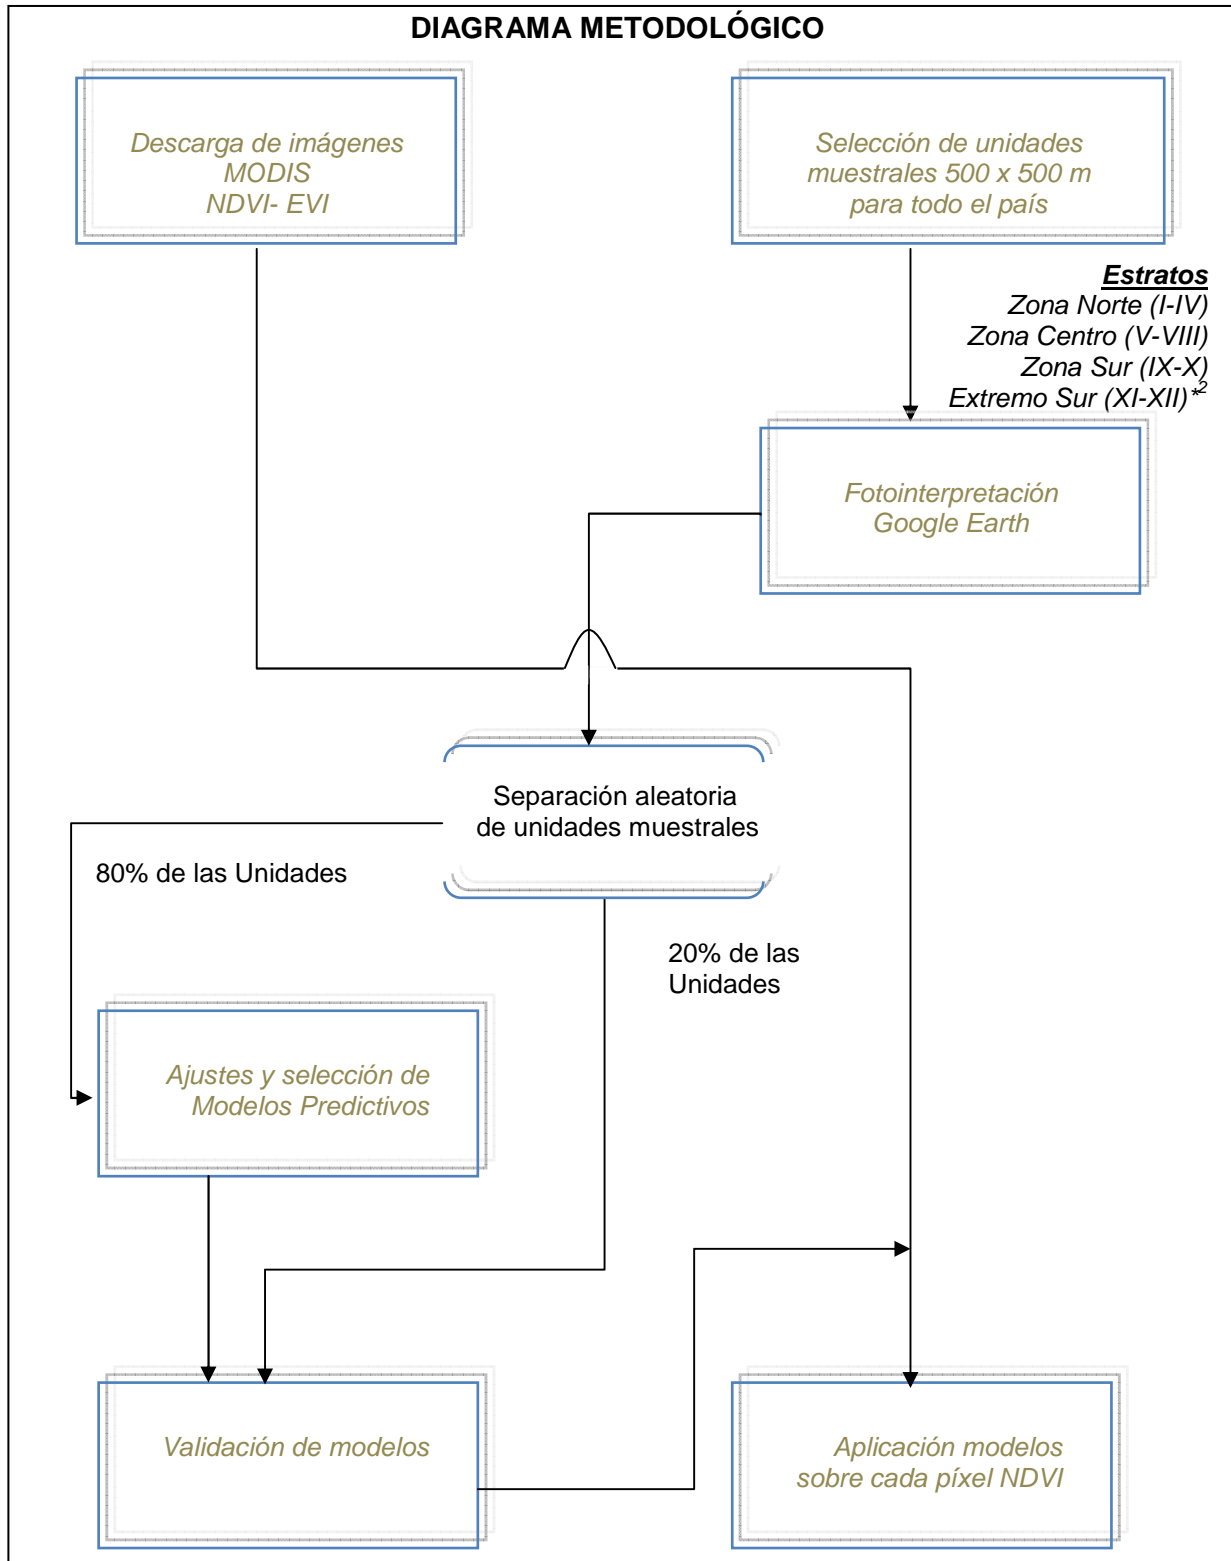 DIAGRAMA METODOLÓGICO
Descarga de imágenes
MODIS
NDVI- EVI
Selección de unidades
muestrales 500 x 500 m
para todo el país
Estratos
Zona Norte (I-IV)
Zona Centro (V-VIII)
Zona Sur (IX-X)
Extremo Sur (XI-XII)*2
Fotointerpretación
Google Earth
Separación aleatoria
de unidades muestrales
80% de las Unidades
20% de las
Unidades
Ajustes y selección de
Modelos Predictivos
Validación de modelos
Aplicación modelos
sobre cada píxel NDVI